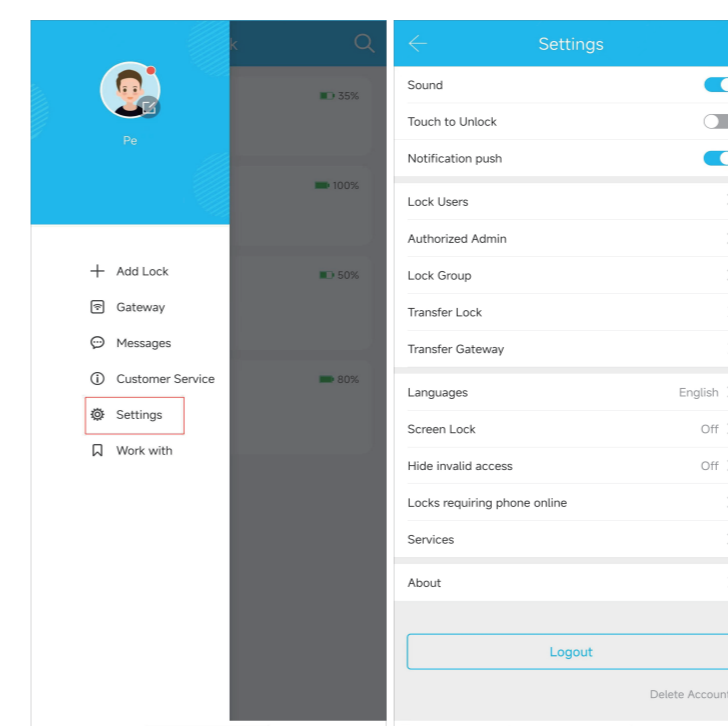 Pe
Add Lock
Gateway
Messages
Customer Service
Settings
Work with
k
35%
100%
50%
80%
Settings
Sound
Touch to Unlock
Notification push
Lock Users
Authorized Admin
Lock Group
Transfer Lock
Transfer Gateway
Languages English
Screen Lock Off
Hide invalid access Off
Locks requiring phone online
Services
About
Logout
Delete Account